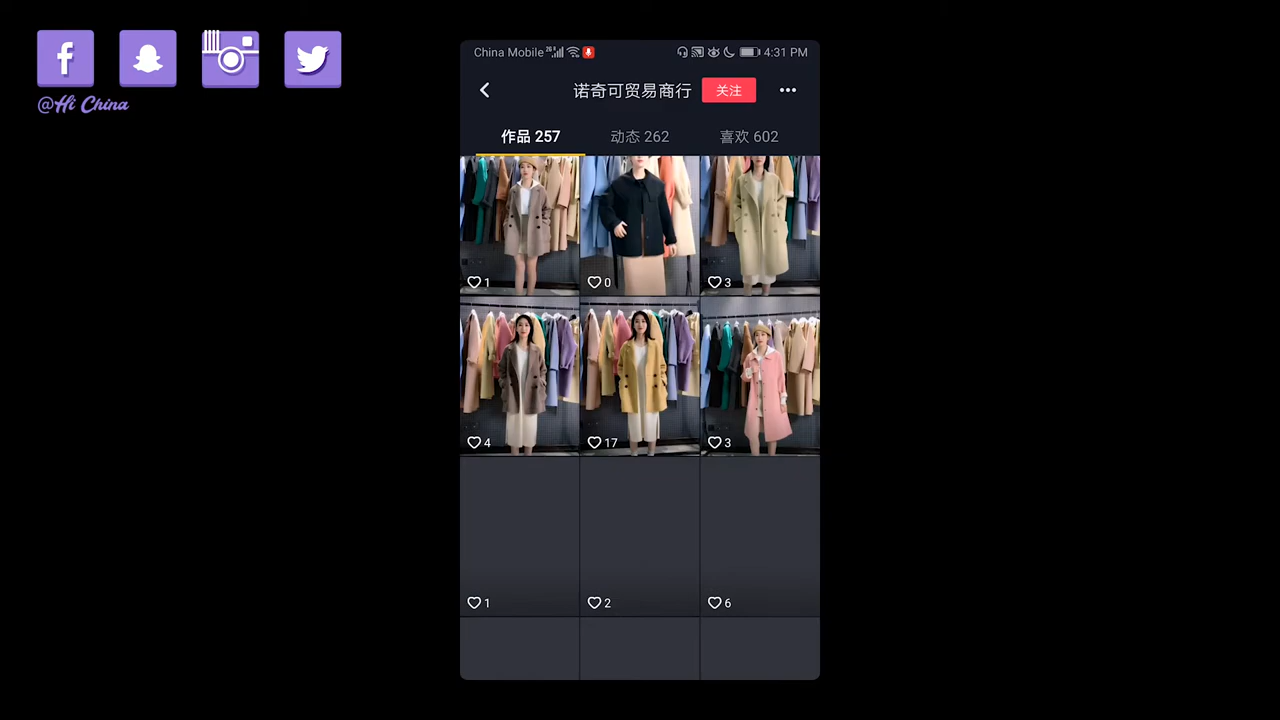 @Hi China
China Mobile 4:31 PM
诺奇可贸易商行 关注
作品 257 动态 262 喜欢 602
1 0 3
4 17 3
1 2 6